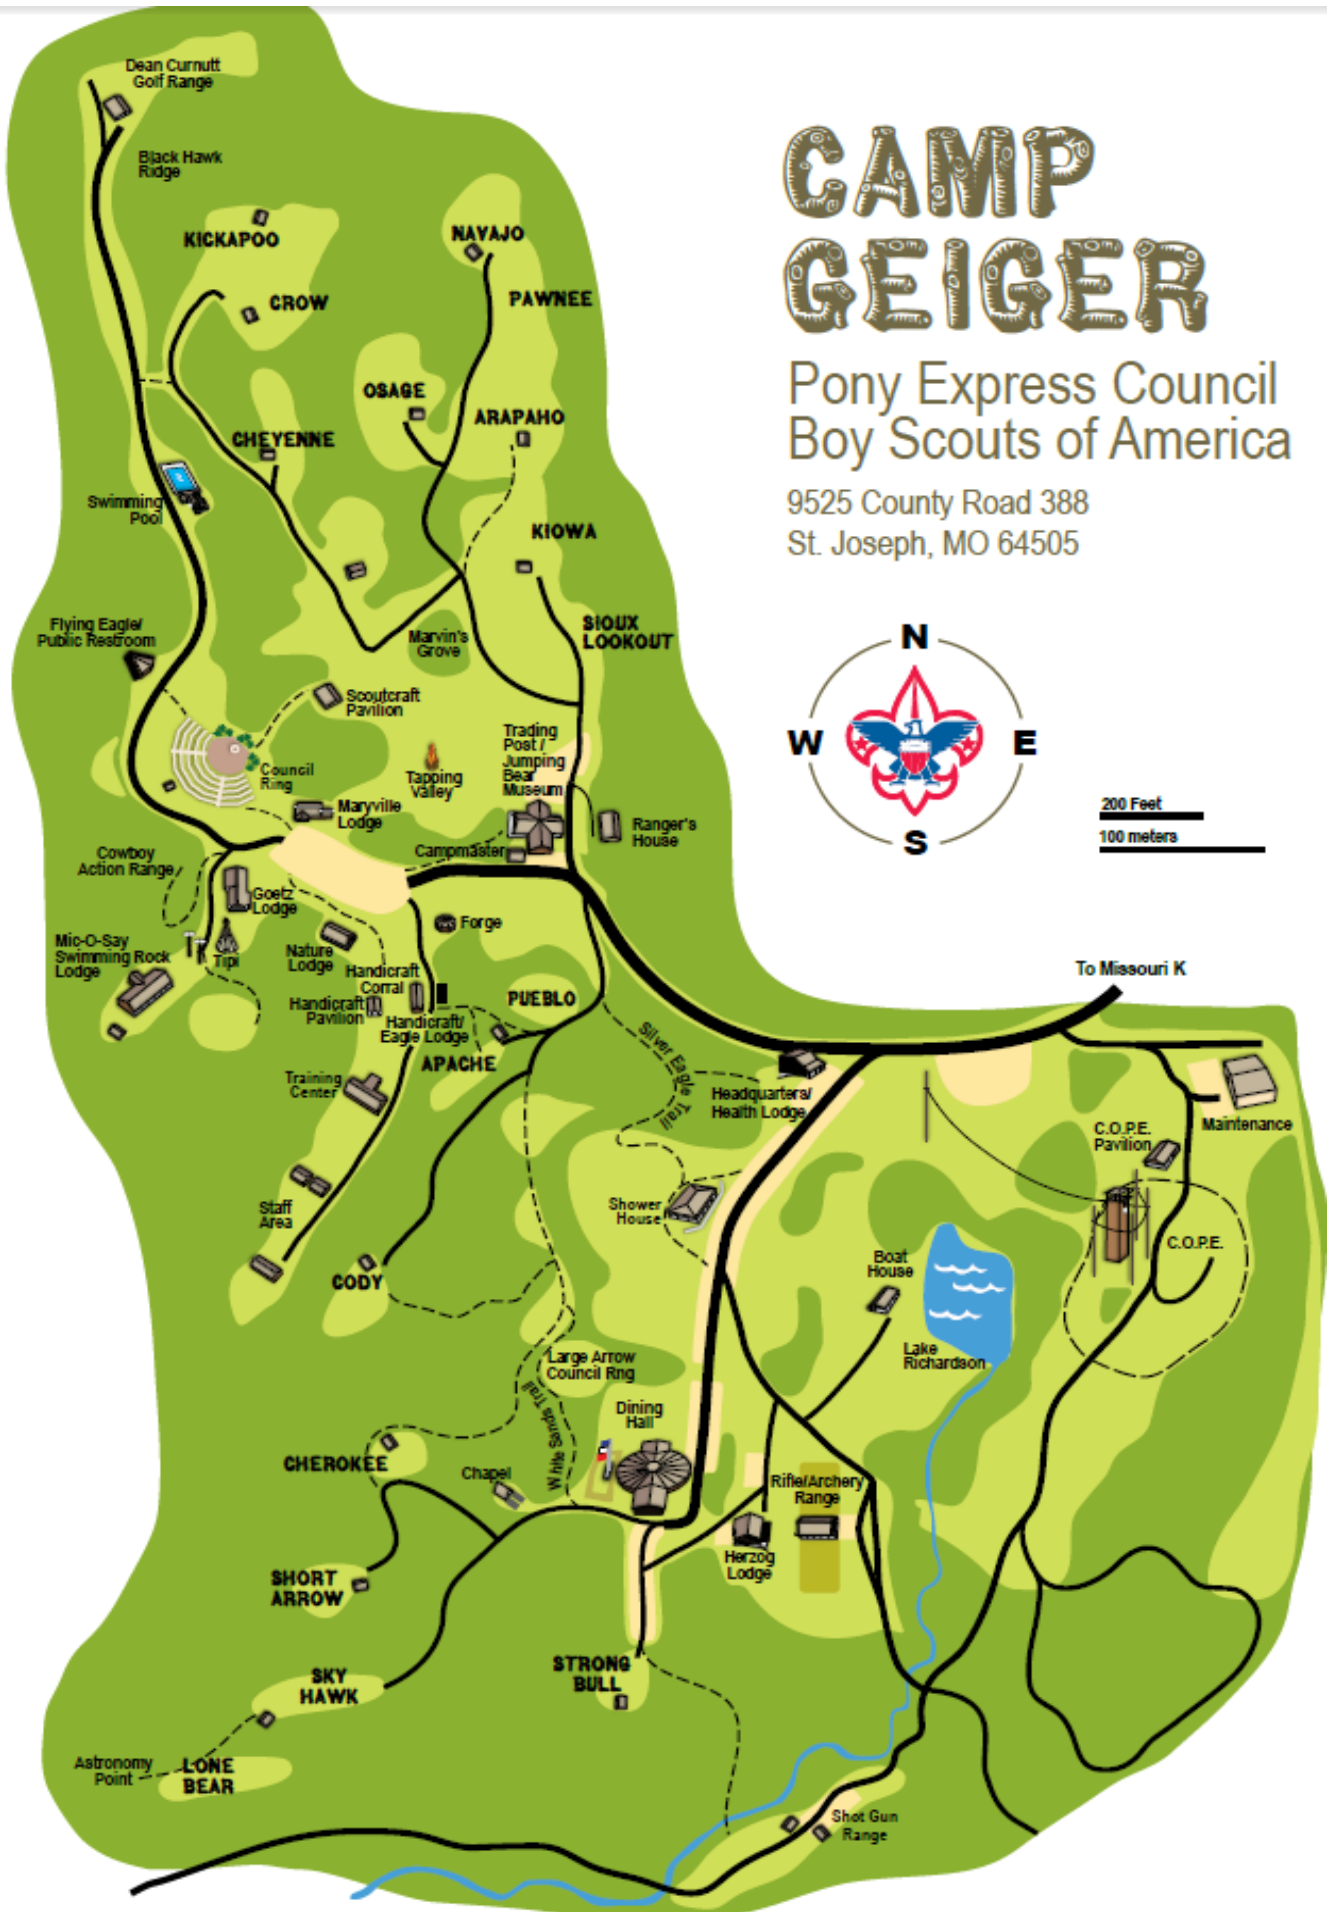 CAMP
GEIGER
Pony Express Council
Boy Scouts of America
9525 County Road 388
St. Joseph, MO 64505
N
W
E
S
200 Feet
100 meters
Dean Curnutt
Golf Range
Black Hawk
Ridge
KICKAPOO
NAVAJO
CROW
PAWNEE
OSAGE
ARAPAHO
CHEYENNE
Swimming
Pool
KIOWA
Flying Eagle/
Public Restroom
SIOUX
LOOKOUT
Marvin's
Grove
Scoutcraft
Pavilion
Trading
Post /
Jumping
Bear
Museum
Council
Ring
Tapping
Valley
Maryville
Lodge
Ranger's
House
Campmaster
Cowboy
Action Range
Goetz
Lodge
Forge
Mic-O-Say
Swimming Rock
Lodge
Tipi
Nature
Lodge
Handicraft
Corral
Handicraft
Pavilion
Handicraft/
Eagle Lodge
PUEBLO
APACHE
Silver Eagle Trail
To Missouri K
Training
Center
Headquarters/
Health Lodge
C.O.P.E.
Pavilion
Maintenance
Staff
Area
Shower
House
C.O.P.E.
CODY
Boat
House
Lake
Richardson
Large Arrow
Council Rng
White Sands Trail
Dining
Hall
CHEROKEE
Chapel
Rifle/Archery
Range
Herzog
Lodge
SHORT
ARROW
SKY
HAWK
STRONG
BULL
Astronomy
Point
LONE
BEAR
Shot Gun
Range